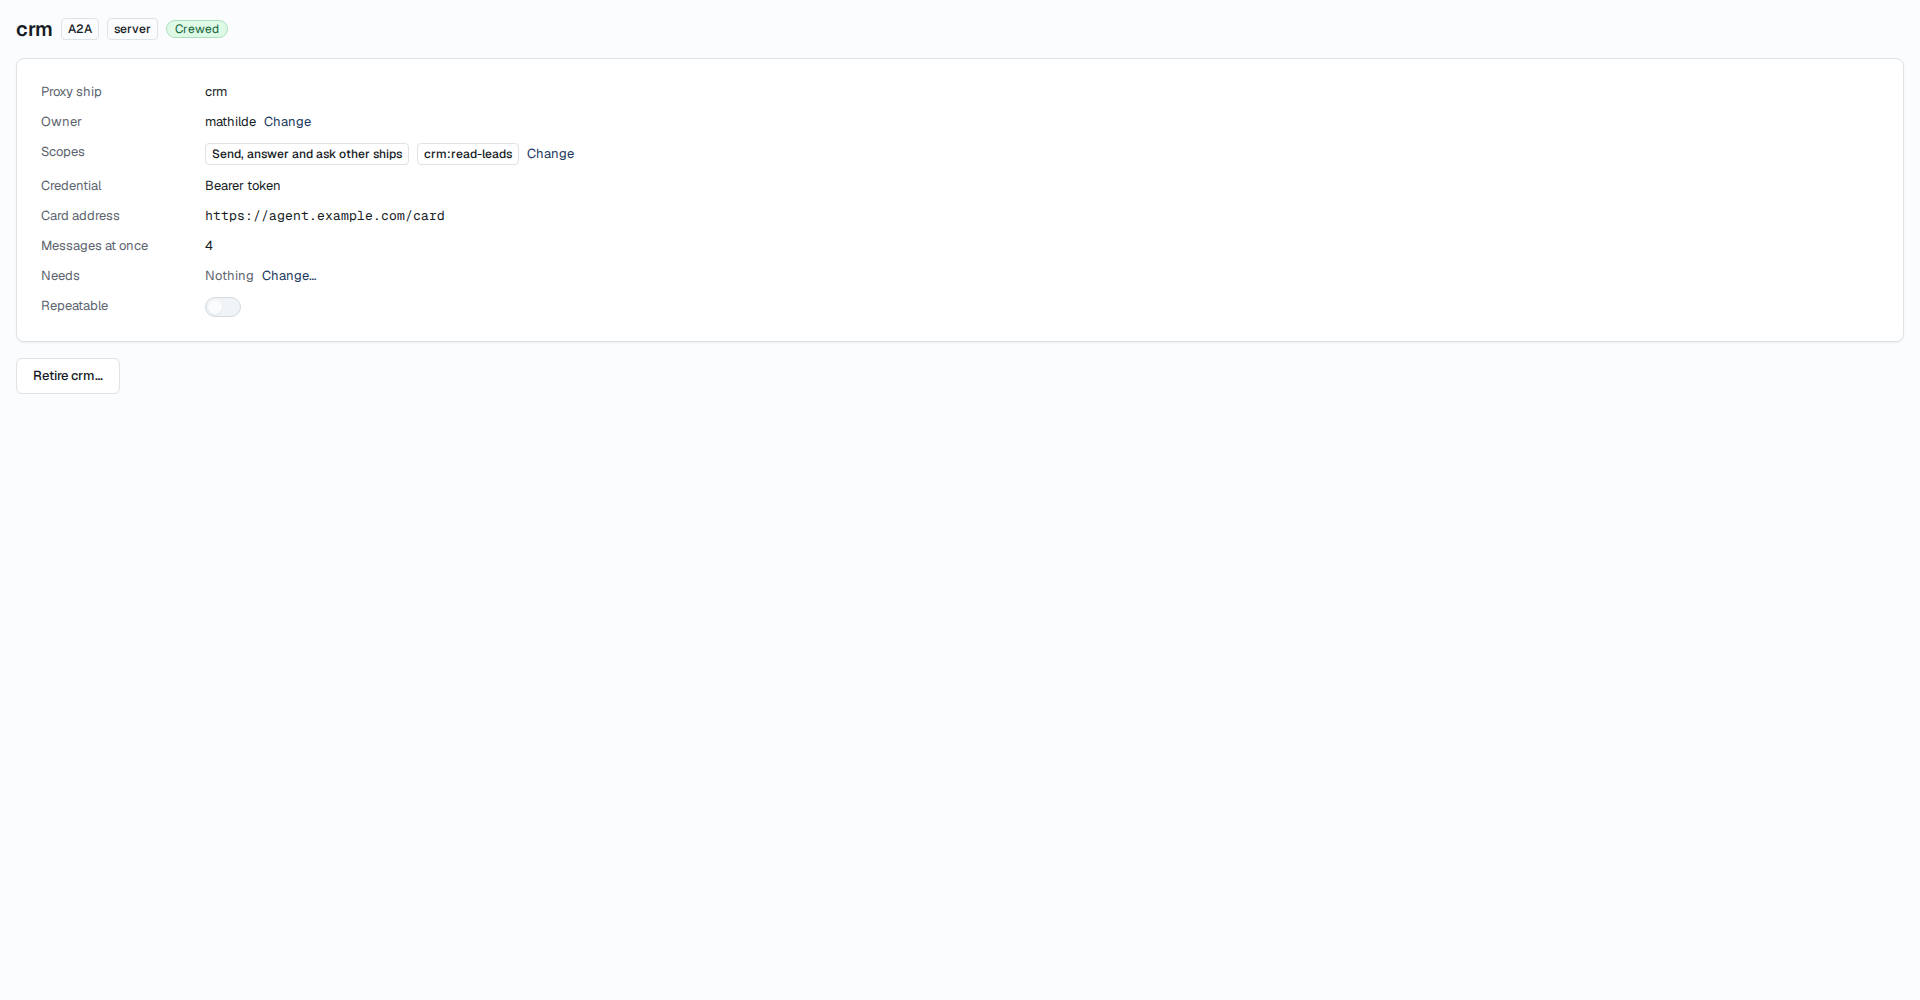 crm A2A server Crewed
Proxy ship crm
Owner mathilde Change
Scopes Send, answer and ask other ships crm:read-leads Change
Credential Bearer token
Card address https://agent.example.com/card
Messages at once 4
Needs Nothing Change…
Repeatable
Retire crm…